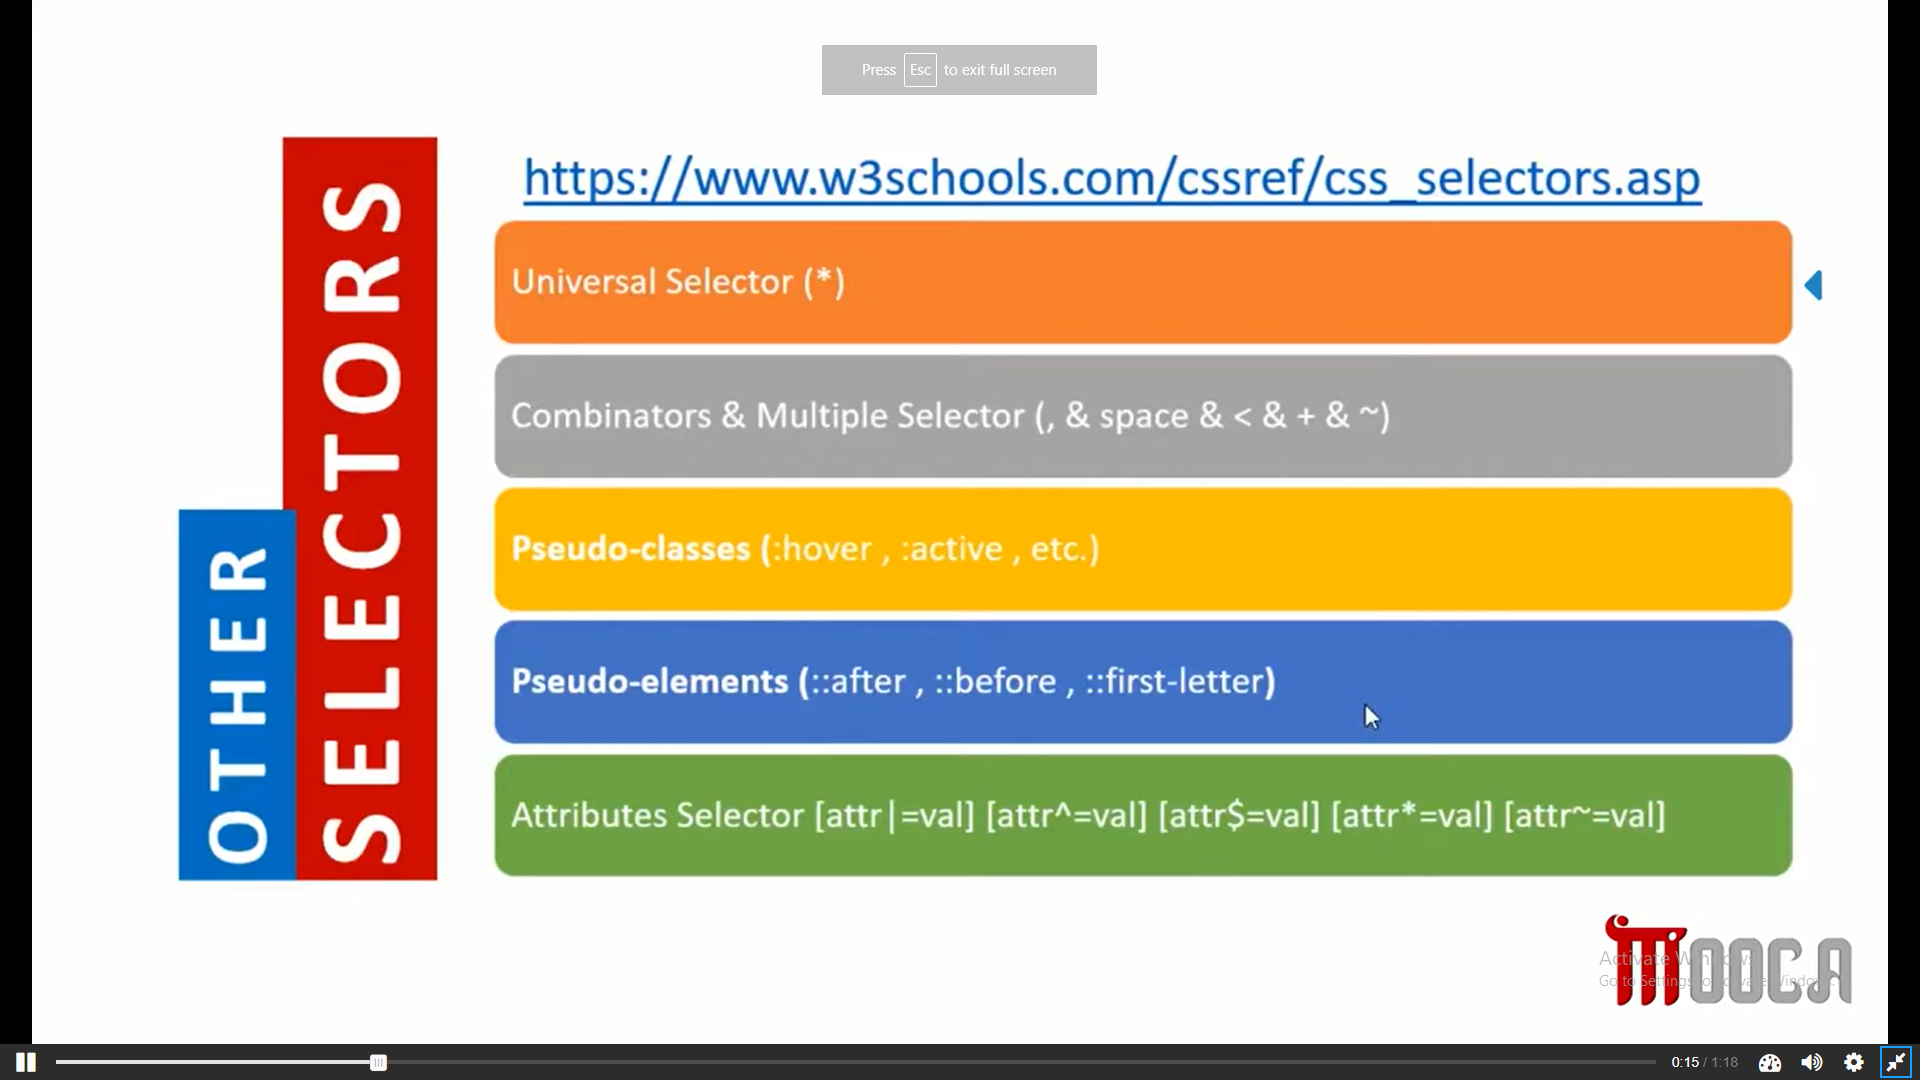 Press Esc to exit full screen
https://www.w3schools.com/cssref/css_selectors.asp
OTHER
SELECTORS
Universal Selector (*)
Combinators & Multiple Selector (, & space & < & + & ~)
Pseudo-classes (:hover , :active , etc.)
Pseudo-elements (::after , ::before , ::first-letter)
Attributes Selector [attr|=val] [attr^=val] [attr$=val] [attr*=val] [attr~=val]
MOOCA
Activate Windows
Go to Settings to activate Windows.
0:15 / 1:18